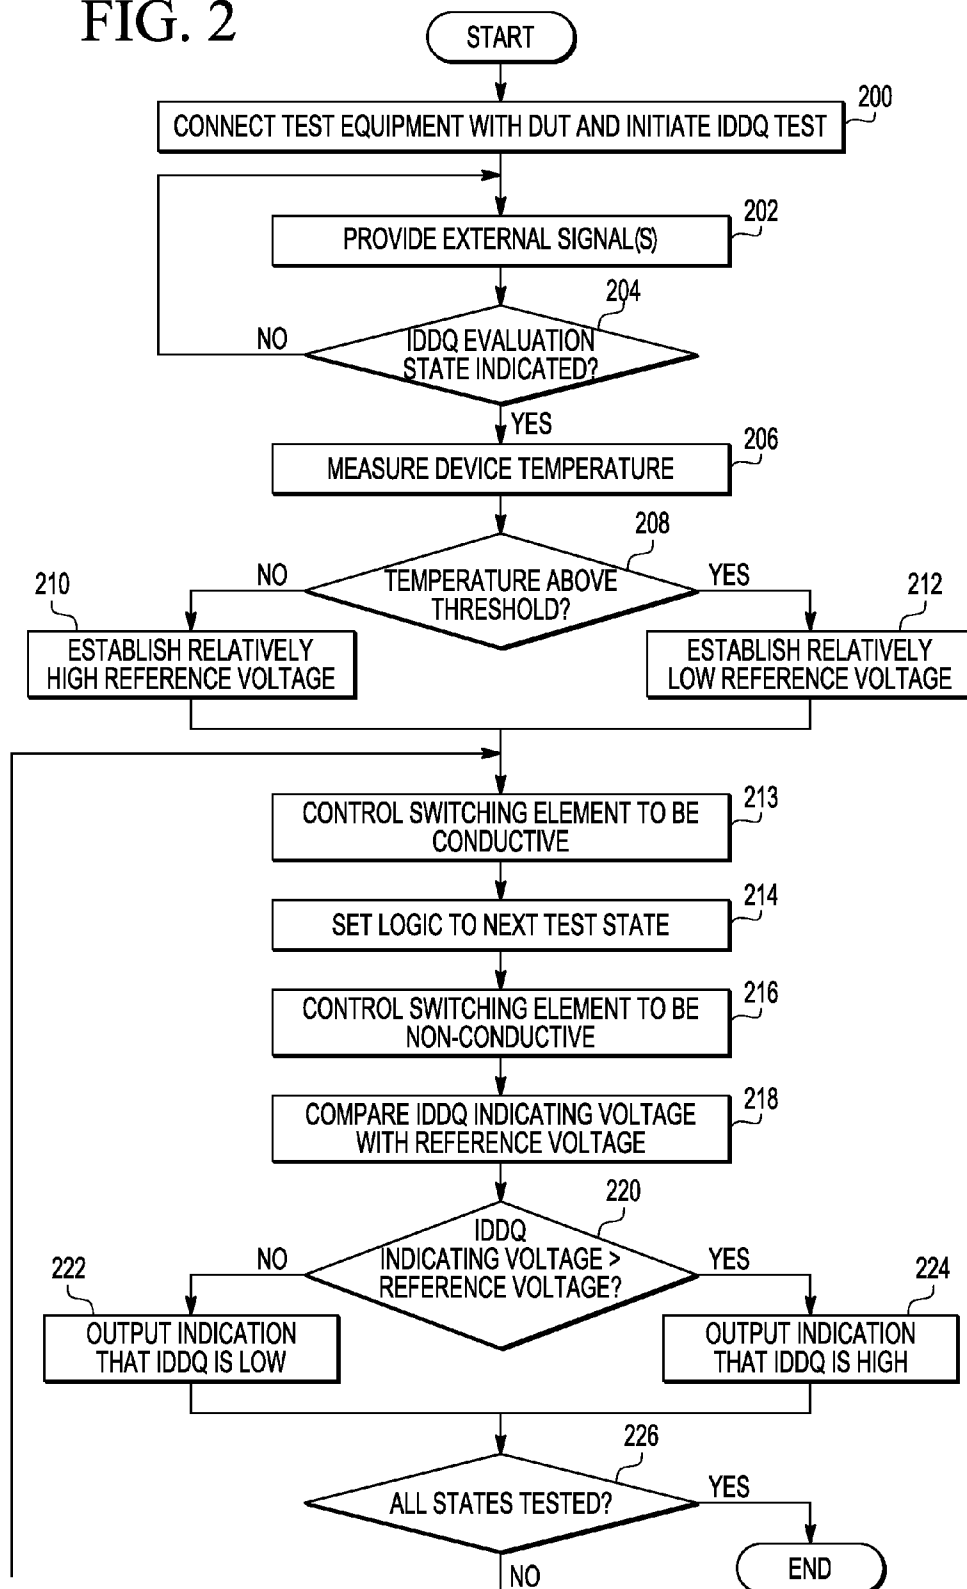 FIG. 2
START
200
CONNECT TEST EQUIPMENT WITH DUT AND INITIATE IDDQ TEST
202
PROVIDE EXTERNAL SIGNAL(S)
204
IDDQ EVALUATION
STATE INDICATED?
NO
YES
206
MEASURE DEVICE TEMPERATURE
208
TEMPERATURE ABOVE
THRESHOLD?
NO
YES
210
ESTABLISH RELATIVELY
HIGH REFERENCE VOLTAGE
212
ESTABLISH RELATIVELY
LOW REFERENCE VOLTAGE
213
CONTROL SWITCHING ELEMENT TO BE
CONDUCTIVE
214
SET LOGIC TO NEXT TEST STATE
216
CONTROL SWITCHING ELEMENT TO BE
NON-CONDUCTIVE
218
COMPARE IDDQ INDICATING VOLTAGE
WITH REFERENCE VOLTAGE
220
IDDQ
INDICATING VOLTAGE >
REFERENCE VOLTAGE?
NO
YES
222
OUTPUT INDICATION
THAT IDDQ IS LOW
224
OUTPUT INDICATION
THAT IDDQ IS HIGH
226
ALL STATES TESTED?
YES
NO
END